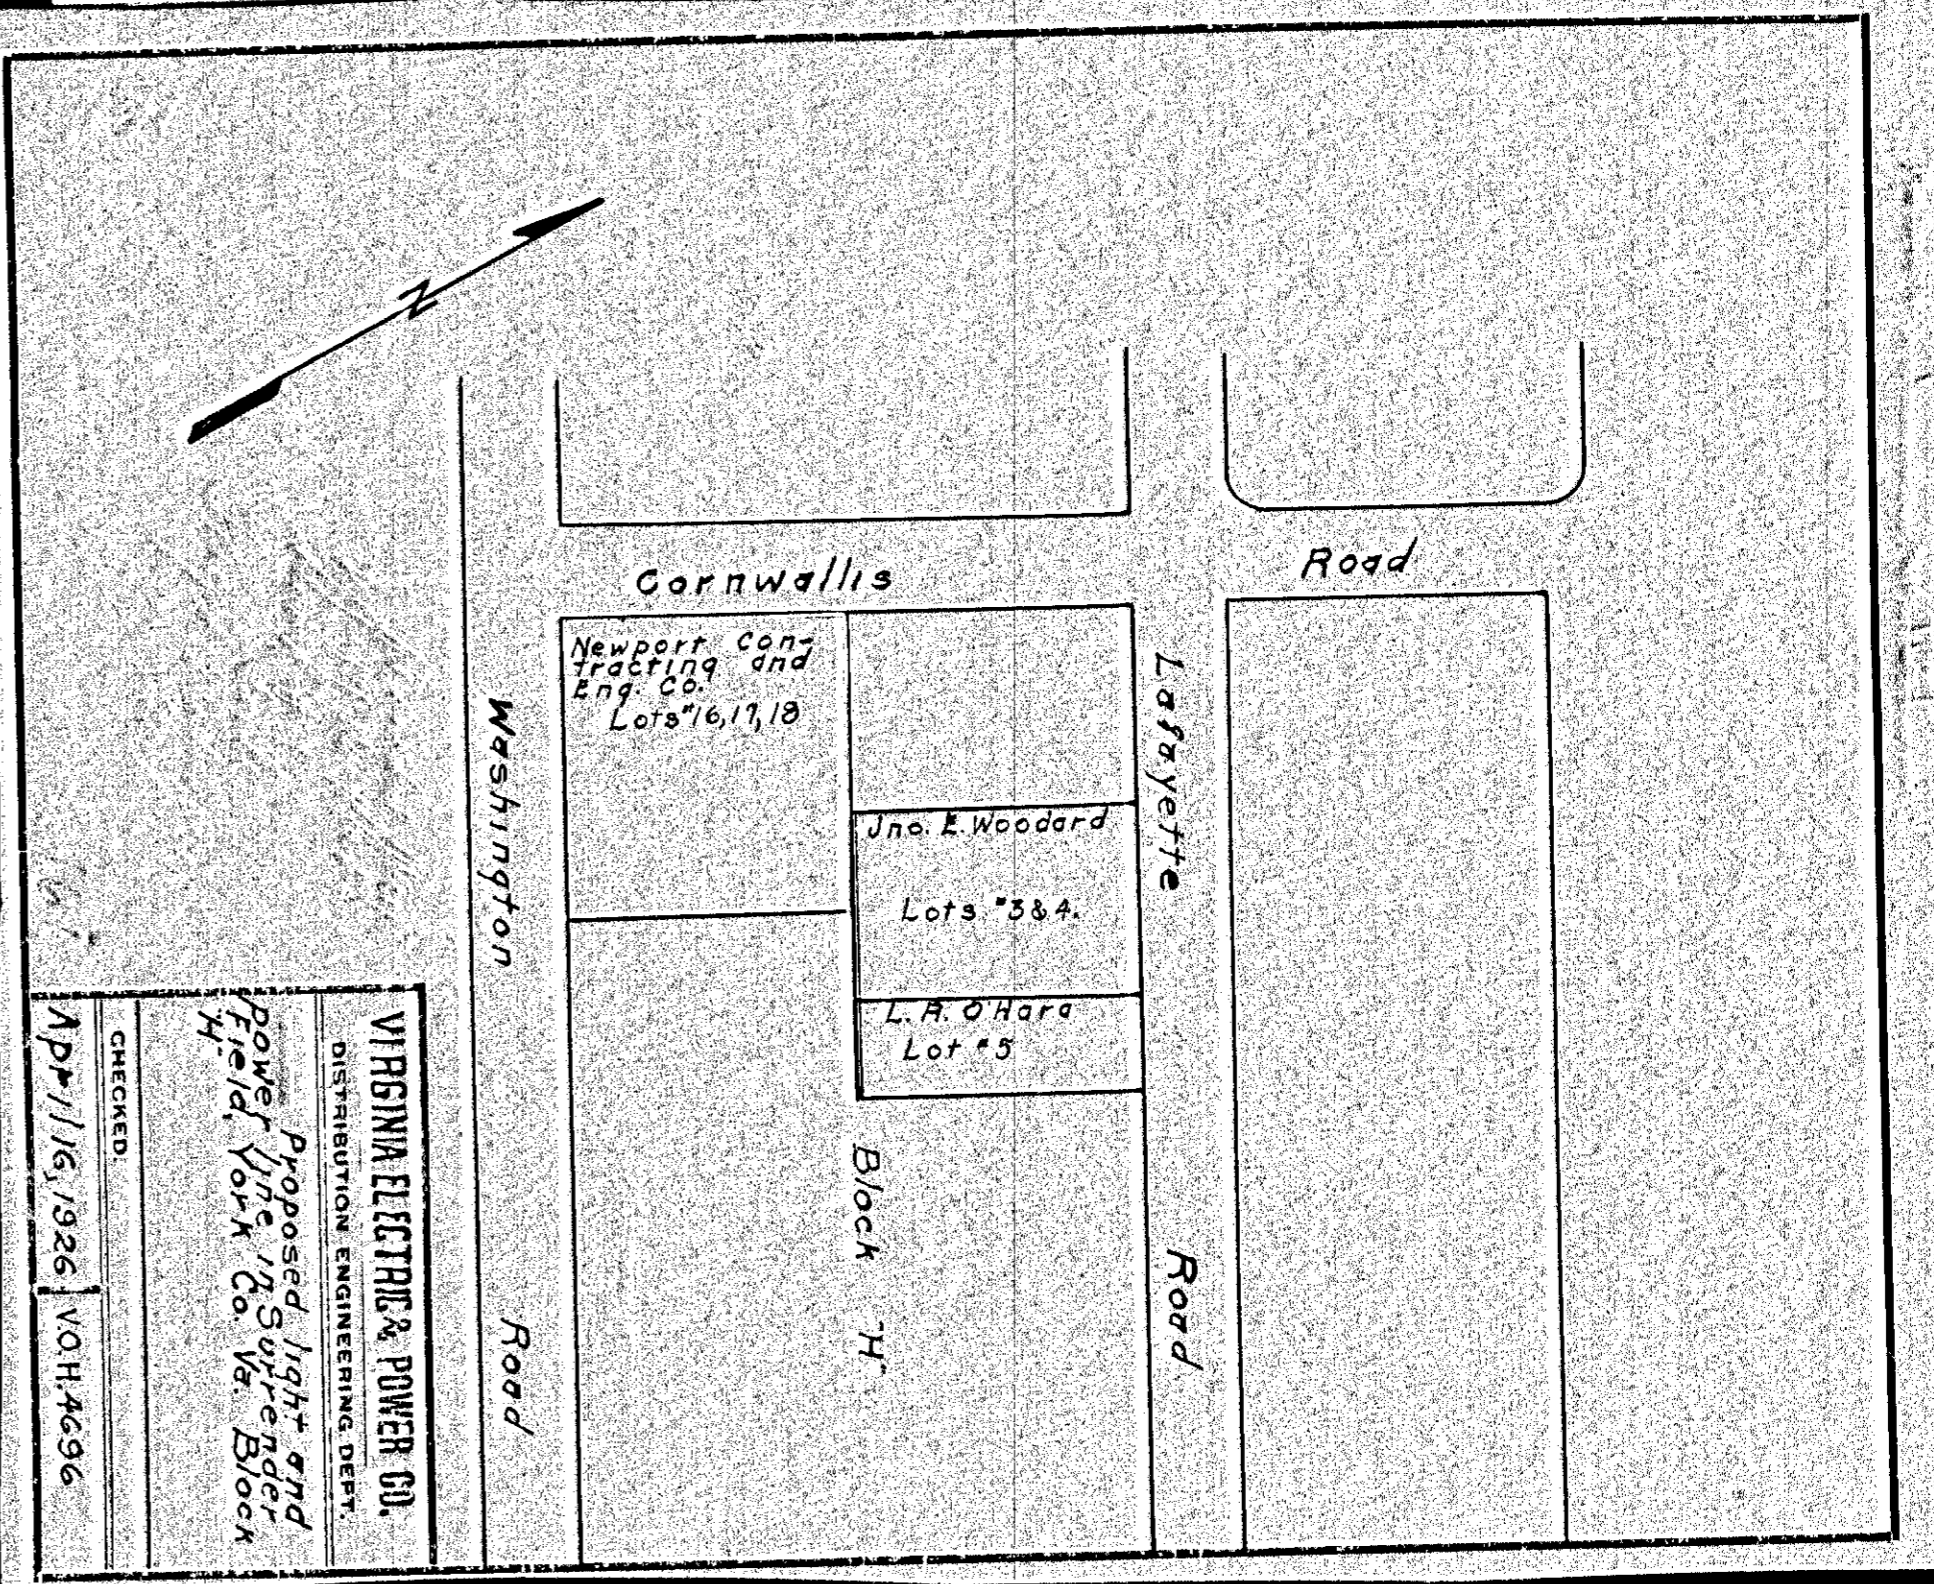 N
Cornwallis Road
Newport Con-
tracting and
Eng. Co.
Lots #16,17,18
Jno. E. Woodard
Lots #3&4.
L. A. O'Hara
Lot #5
Washington Road
Lafayette Road
Block "H"
VIRGINIA ELECTRIC & POWER CO.
DISTRIBUTION ENGINEERING DEPT.
Proposed light and
power line in Surrender
Field, York Co. Va. Block
"H"
CHECKED:
April 16, 1926 V.O.H. 4696